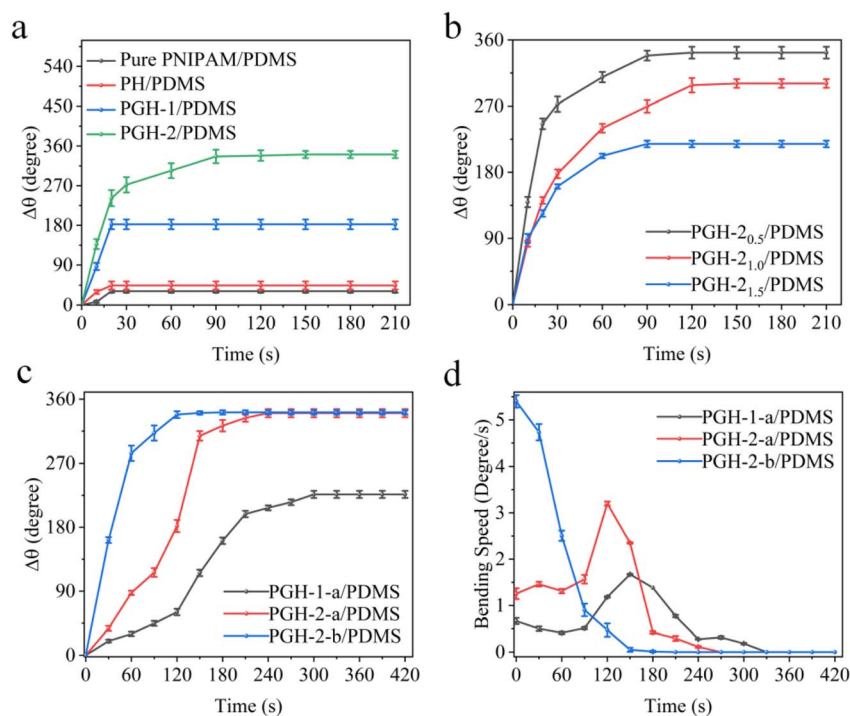 a
Δθ (degree)
540
450
360
270
180
90
0
Pure PNIPAM/PDMS
PH/PDMS
PGH-1/PDMS
PGH-2/PDMS
0 30 60 90 120 150 180 210
Time (s)
b
Δθ (degree)
360
270
180
90
0
PGH-2₀.₅/PDMS
PGH-2₁.₀/PDMS
PGH-2₁.₅/PDMS
0 30 60 90 120 150 180 210
Time (s)
c
Δθ (degree)
360
270
180
90
0
PGH-1-a/PDMS
PGH-2-a/PDMS
PGH-2-b/PDMS
0 60 120 180 240 300 360 420
Time (s)
d
Bending Speed (Degree/s)
5
4
3
2
1
0
PGH-1-a/PDMS
PGH-2-a/PDMS
PGH-2-b/PDMS
0 60 120 180 240 300 360 420
Time (s)